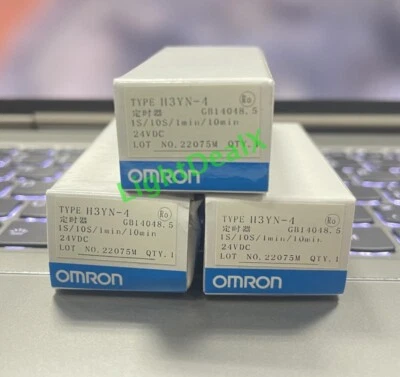 TYPE H3YN-4 Ro
定时器 GB14048.5
1S/10S/1min/10min
24VDC
LOT NO.22075M QTY.1
OMRON
LightDealX
TYPE H3YN-4 Ro
定时器 GB14048.5
1S/10S/1min/10min
24VDC
LOT NO.22075M QTY.1
OMRON
TYPE H3YN-4 Ro
定时器 GB14048.5
1S/10S/1min/10min
24VDC
LOT NO.22075M QTY.1
OMRON